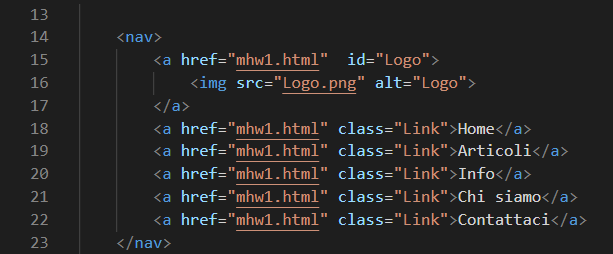 13
14 <nav>
15 <a href="mhw1.html"  id="Logo">
16 <img src="Logo.png" alt="Logo">
17 </a>
18 <a href="mhw1.html" class="Link">Home</a>
19 <a href="mhw1.html" class="Link">Articoli</a>
20 <a href="mhw1.html" class="Link">Info</a>
21 <a href="mhw1.html" class="Link">Chi siamo</a>
22 <a href="mhw1.html" class="Link">Contattaci</a>
23 </nav>